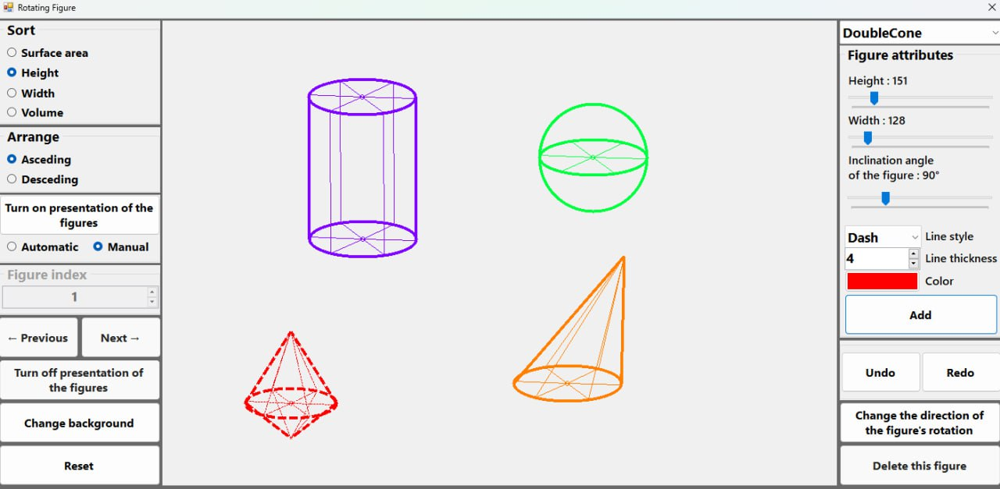 Rotating Figure
Sort
Surface area
Height
Width
Volume
Arrange
Asceding
Desceding
Turn on presentation of the
figures
Automatic
Manual
Figure index
1
← Previous
Next →
Turn off presentation of
the figures
Change background
Reset
DoubleCone
Figure attributes
Height : 151
Width : 128
Inclination angle
of the figure : 90°
Dash
Line style
4
Line thickness
Color
Add
Undo
Redo
Change the direction of
the figure's rotation
Delete this figure